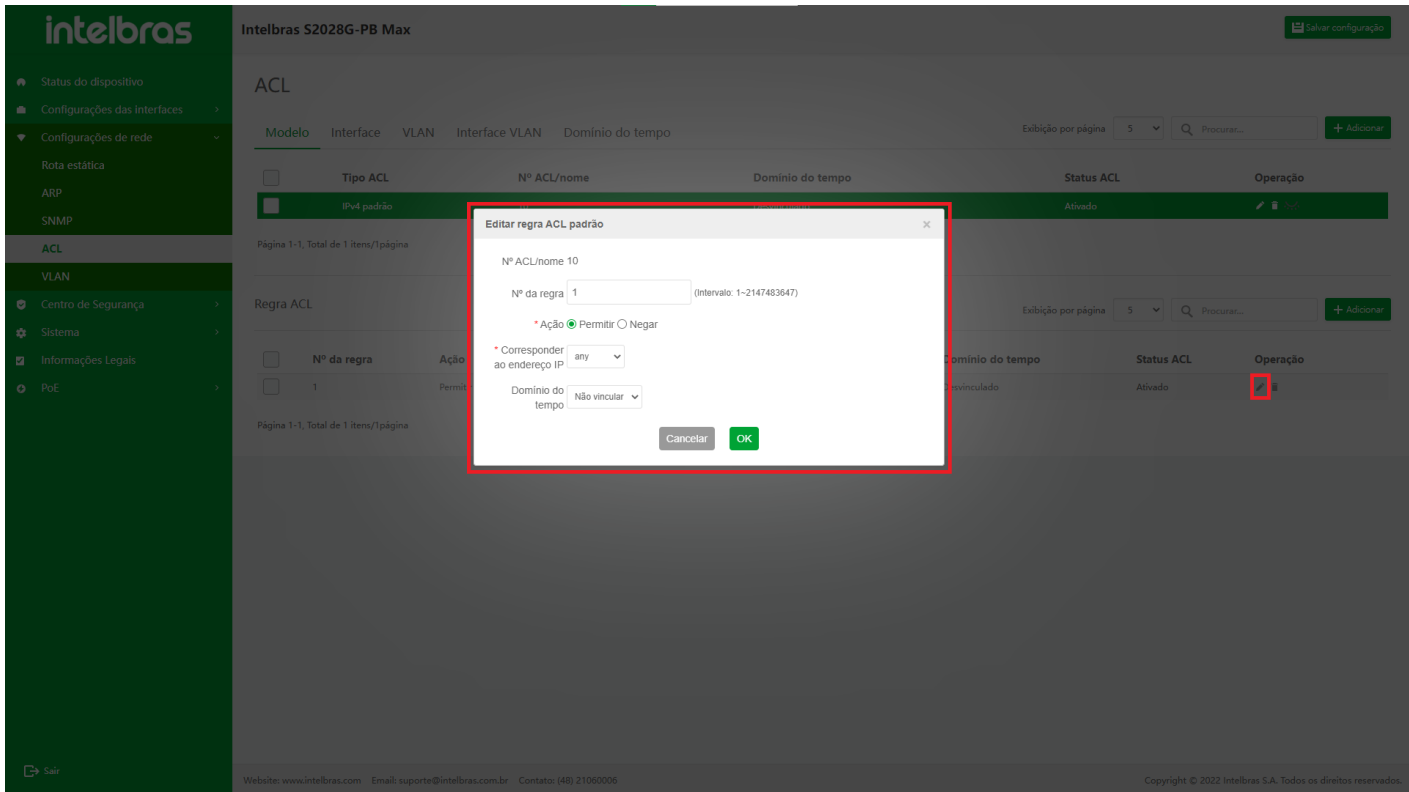 intelbras
Intelbras S2028G-PB Max
Salvar configuração
Status do dispositivo
Configurações das interfaces
Configurações de rede
Rota estática
ARP
SNMP
ACL
VLAN
Centro de Segurança
Sistema
Informações Legais
PoE
Sair
ACL
Modelo Interface VLAN Interface VLAN Domínio do tempo
Exibição por página 5 Procurar... + Adicionar
Tipo ACL Nº ACL/nome Domínio do tempo Status ACL Operação
IPv4 padrão Ativado
Página 1-1, Total de 1 itens/1página
Regra ACL
Exibição por página 5 Procurar... + Adicionar
Nº da regra Ação Domínio do tempo Status ACL Operação
1 Permit Desvinculado Ativado
Página 1-1, Total de 1 itens/1página
Editar regra ACL padrão ×
Nº ACL/nome 10
Nº da regra 1 (Intervalo: 1~2147483647)
* Ação Permitir Negar
* Corresponder
ao endereço IP any
Domínio do
tempo Não vincular
Cancelar OK
Website: www.intelbras.com Email: suporte@intelbras.com.br Contato: (48) 21060006
Copyright © 2022 Intelbras S.A. Todos os direitos reservados.